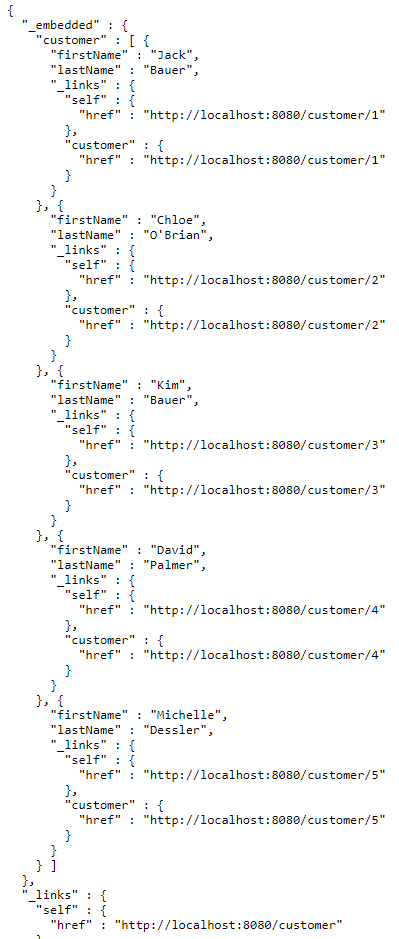 {
  "_embedded" : {
    "customer" : [ {
      "firstName" : "Jack",
      "lastName" : "Bauer",
      "_links" : {
        "self" : {
          "href" : "http://localhost:8080/customer/1"
        },
        "customer" : {
          "href" : "http://localhost:8080/customer/1"
        }
      }
    }, {
      "firstName" : "Chloe",
      "lastName" : "O'Brian",
      "_links" : {
        "self" : {
          "href" : "http://localhost:8080/customer/2"
        },
        "customer" : {
          "href" : "http://localhost:8080/customer/2"
        }
      }
    }, {
      "firstName" : "Kim",
      "lastName" : "Bauer",
      "_links" : {
        "self" : {
          "href" : "http://localhost:8080/customer/3"
        },
        "customer" : {
          "href" : "http://localhost:8080/customer/3"
        }
      }
    }, {
      "firstName" : "David",
      "lastName" : "Palmer",
      "_links" : {
        "self" : {
          "href" : "http://localhost:8080/customer/4"
        },
        "customer" : {
          "href" : "http://localhost:8080/customer/4"
        }
      }
    }, {
      "firstName" : "Michelle",
      "lastName" : "Dessler",
      "_links" : {
        "self" : {
          "href" : "http://localhost:8080/customer/5"
        },
        "customer" : {
          "href" : "http://localhost:8080/customer/5"
        }
      }
    } ]
  },
  "_links" : {
    "self" : {
      "href" : "http://localhost:8080/customer"